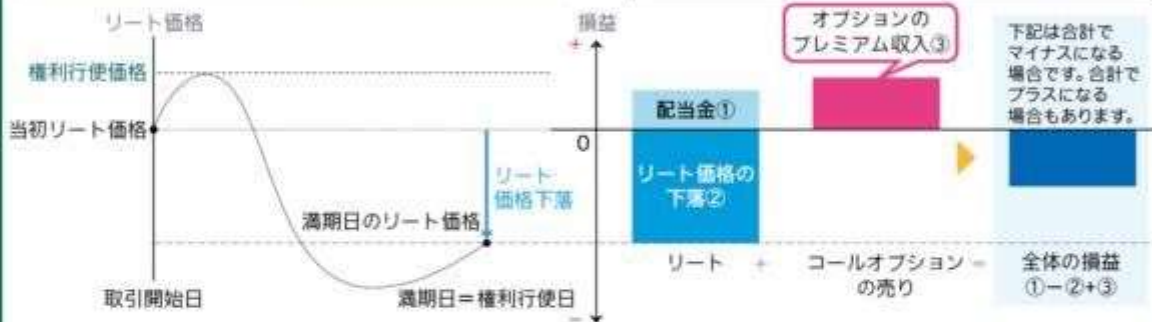 リート価格
権利行使価格
当初リート価格
リート
価格下落
満期日のリート価格
取引開始日
満期日＝権利行使日
損益
+
0
−
配当金①
リート価格の
下落②
リート
+
オプションの
プレミアム収入③
コールオプション
の売り
=
下記は合計で
マイナスになる
場合です。合計で
プラスになる
場合もあります。
全体の損益
①−②+③